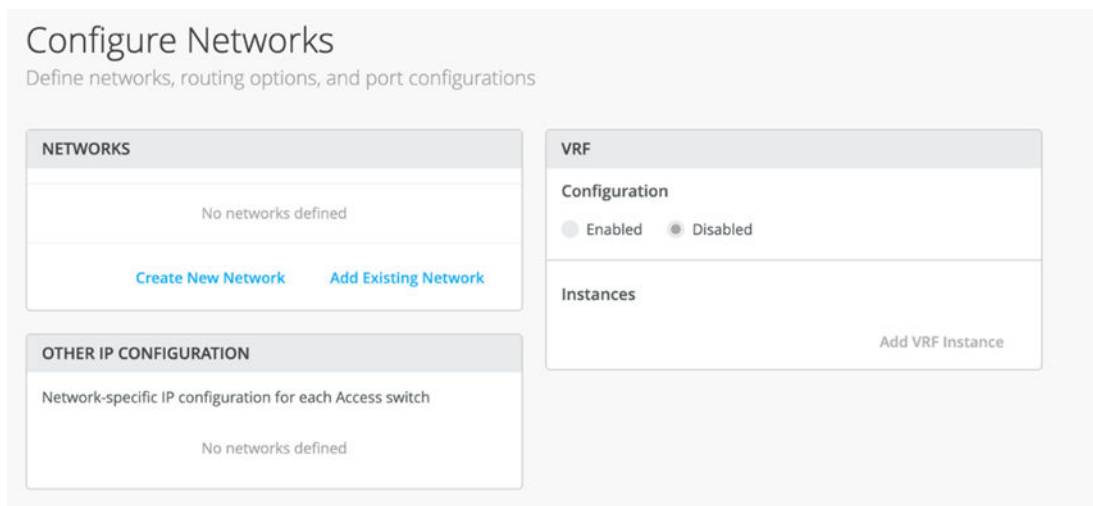 Configure Networks
Define networks, routing options, and port configurations
NETWORKS
No networks defined
Create New Network Add Existing Network
OTHER IP CONFIGURATION
Network-specific IP configuration for each Access switch
No networks defined
VRF
Configuration
Enabled Disabled
Instances
Add VRF Instance